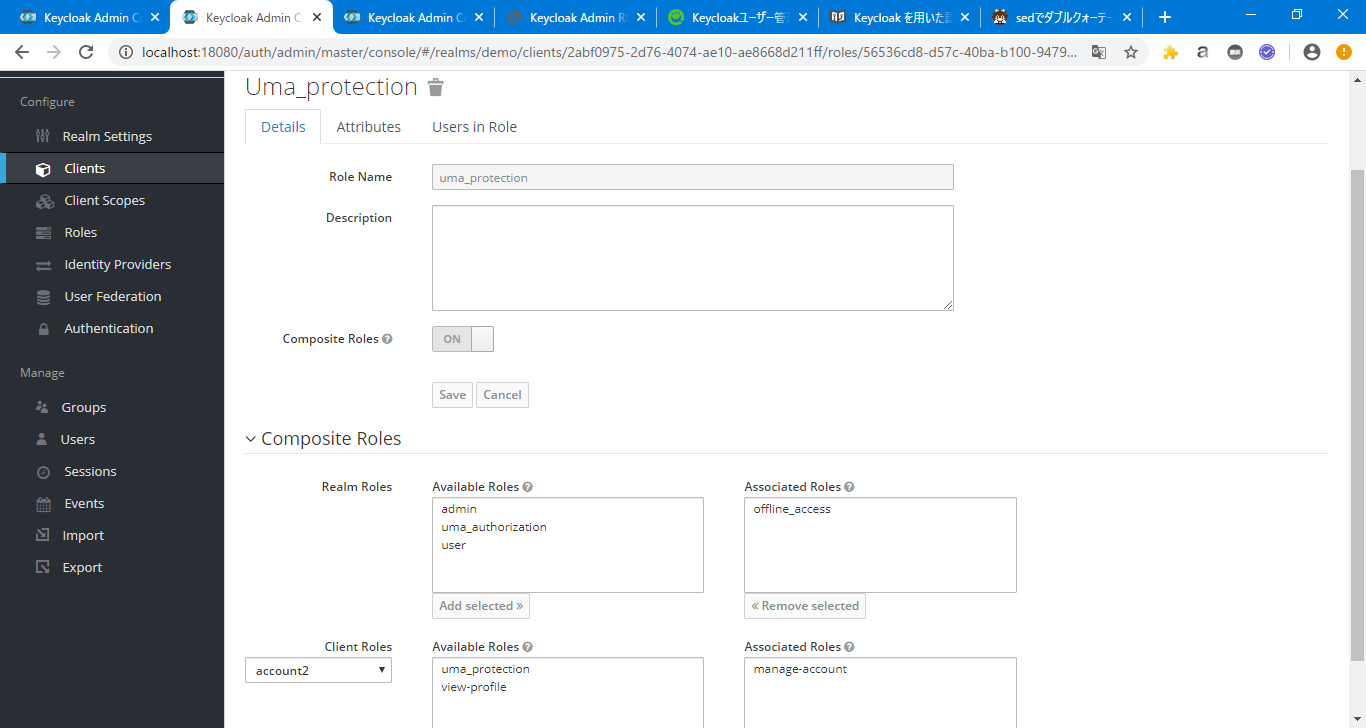 Keycloak Admin C
Keycloak Admin C
Keycloak Admin C
Keycloak Admin R
Keycloakユーザー管
Keycloak を用いた
sedでダブルクォーテー
localhost:18080/auth/admin/master/console/#/realms/demo/clients/2abf0975-2d76-4074-ae10-ae8668d211ff/roles/56536cd8-d57c-40ba-b100-9479...
Configure
Realm Settings
Clients
Client Scopes
Roles
Identity Providers
User Federation
Authentication
Manage
Groups
Users
Sessions
Events
Import
Export
Uma_protection
Details Attributes Users in Role
Role Name uma_protection
Description
Composite Roles ON
Save Cancel
Composite Roles
Realm Roles Available Roles Associated Roles
admin offline_access
uma_authorization
user
Add selected » « Remove selected
Client Roles Available Roles Associated Roles
account2 uma_protection manage-account
view-profile